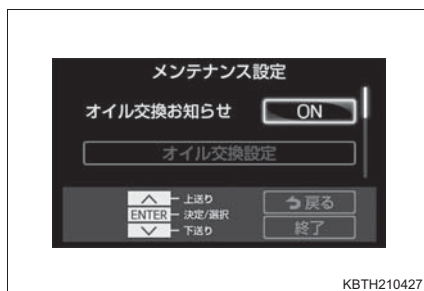 メンテナンス設定
オイル交換お知らせ ON
オイル交換設定
上送り
ENTER 決定/選択
下送り
戻る
終了
KBTH210427